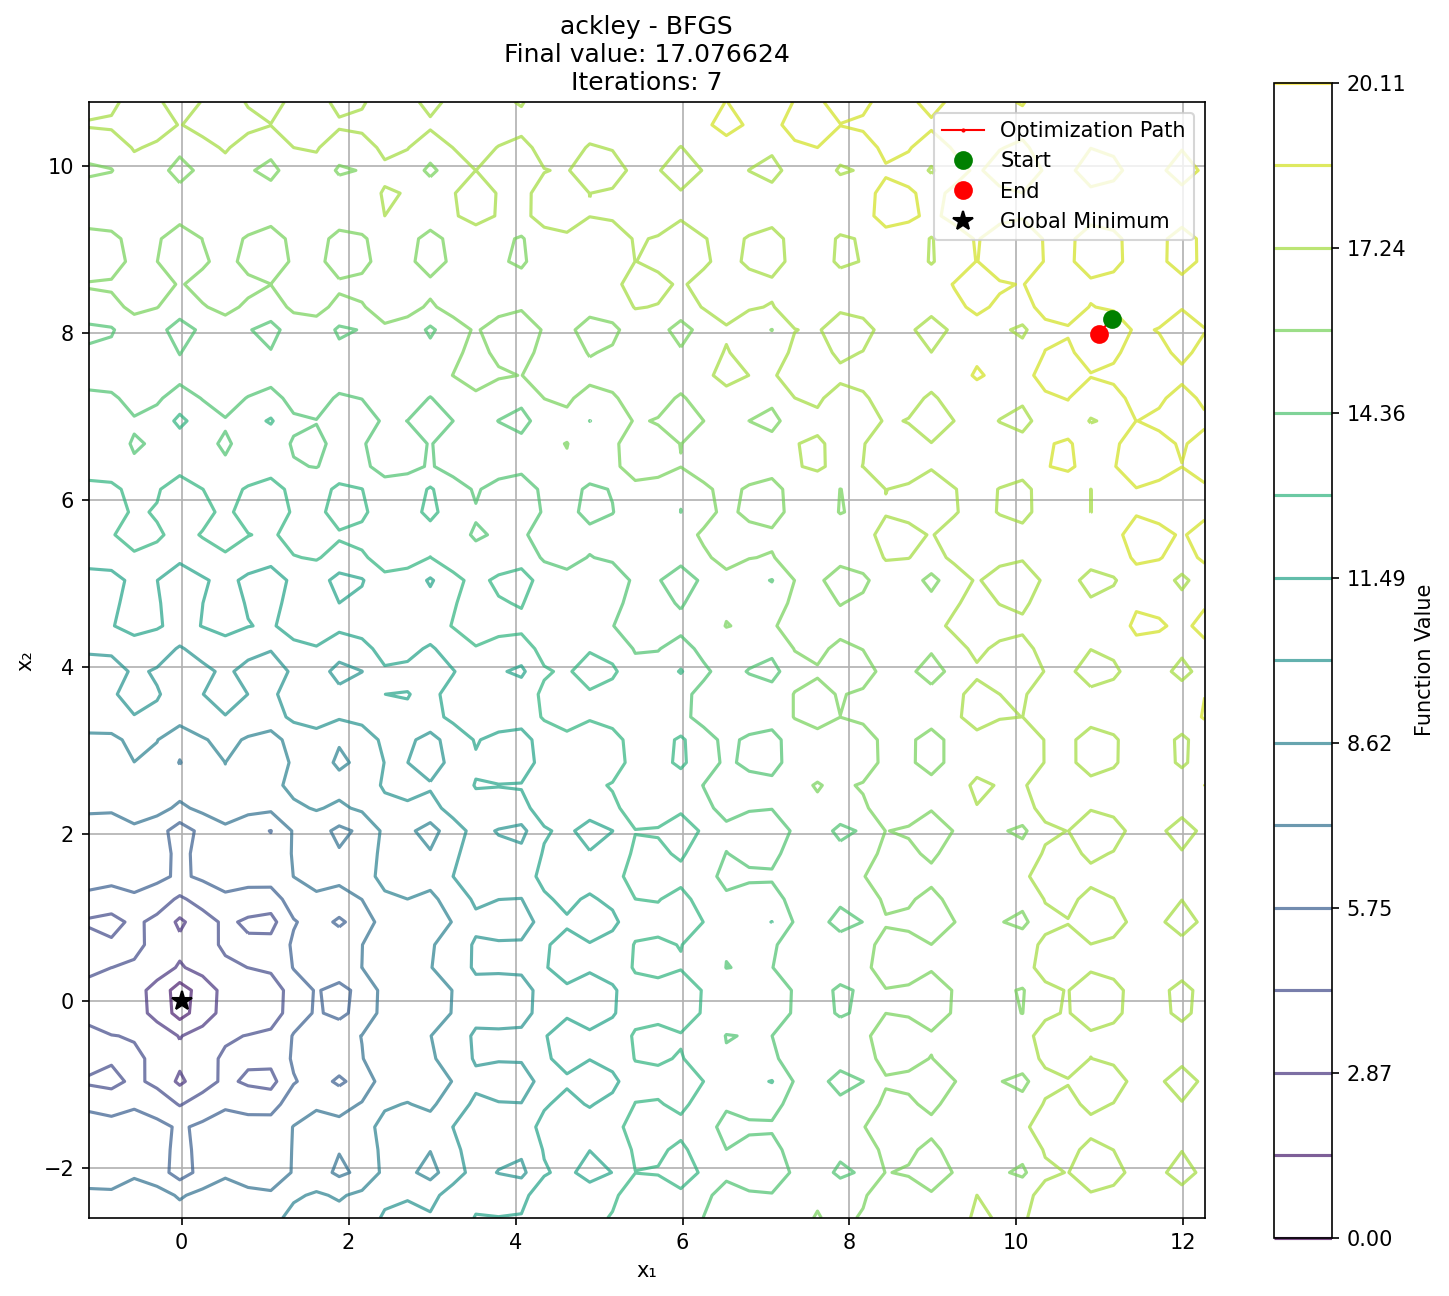 ackley - BFGS
Final value: 17.076624
Iterations: 7
Optimization Path
Start
End
Global Minimum
10
8
6
4
2
0
−2
x₂
0
2
4
6
8
10
12
x₁
20.11
17.24
14.36
11.49
8.62
5.75
2.87
0.00
Function Value